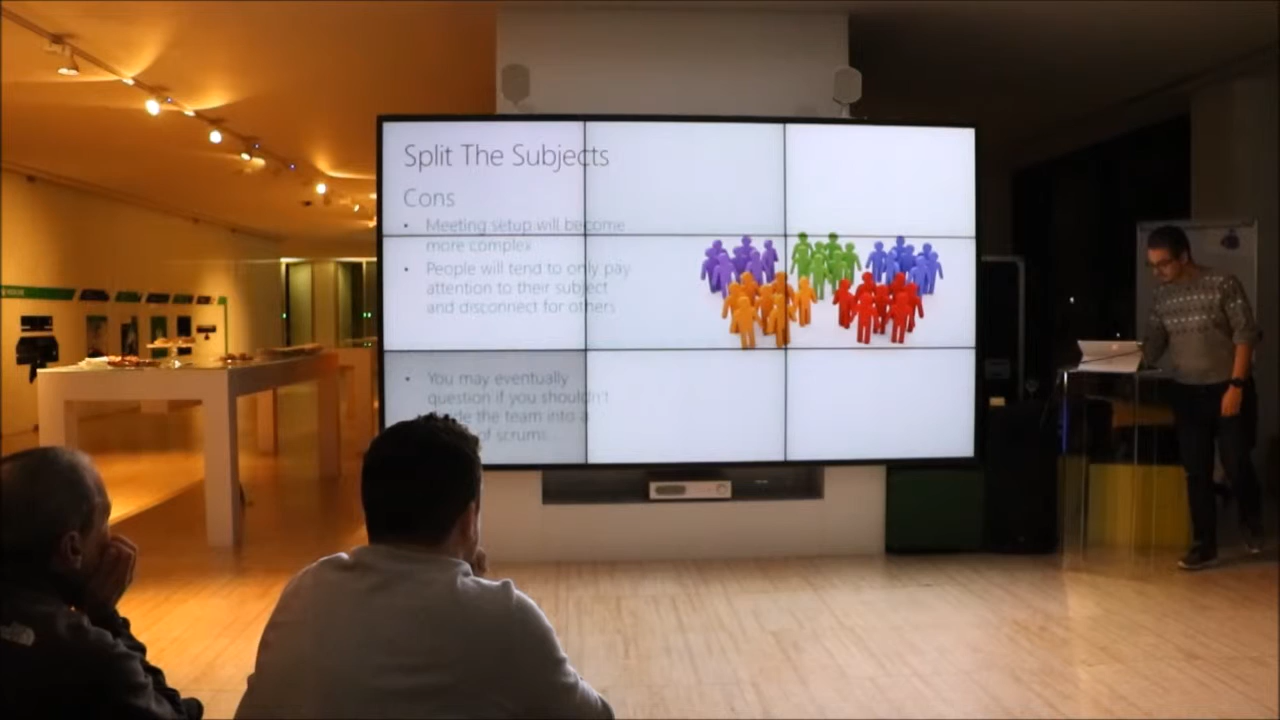 Split The Subjects
Cons
• Meeting setup will become
more complex
• People will tend to only pay
attention to their subject
and disconnect for others
• You may eventually
question if you shouldn't
the team into a
of scrums